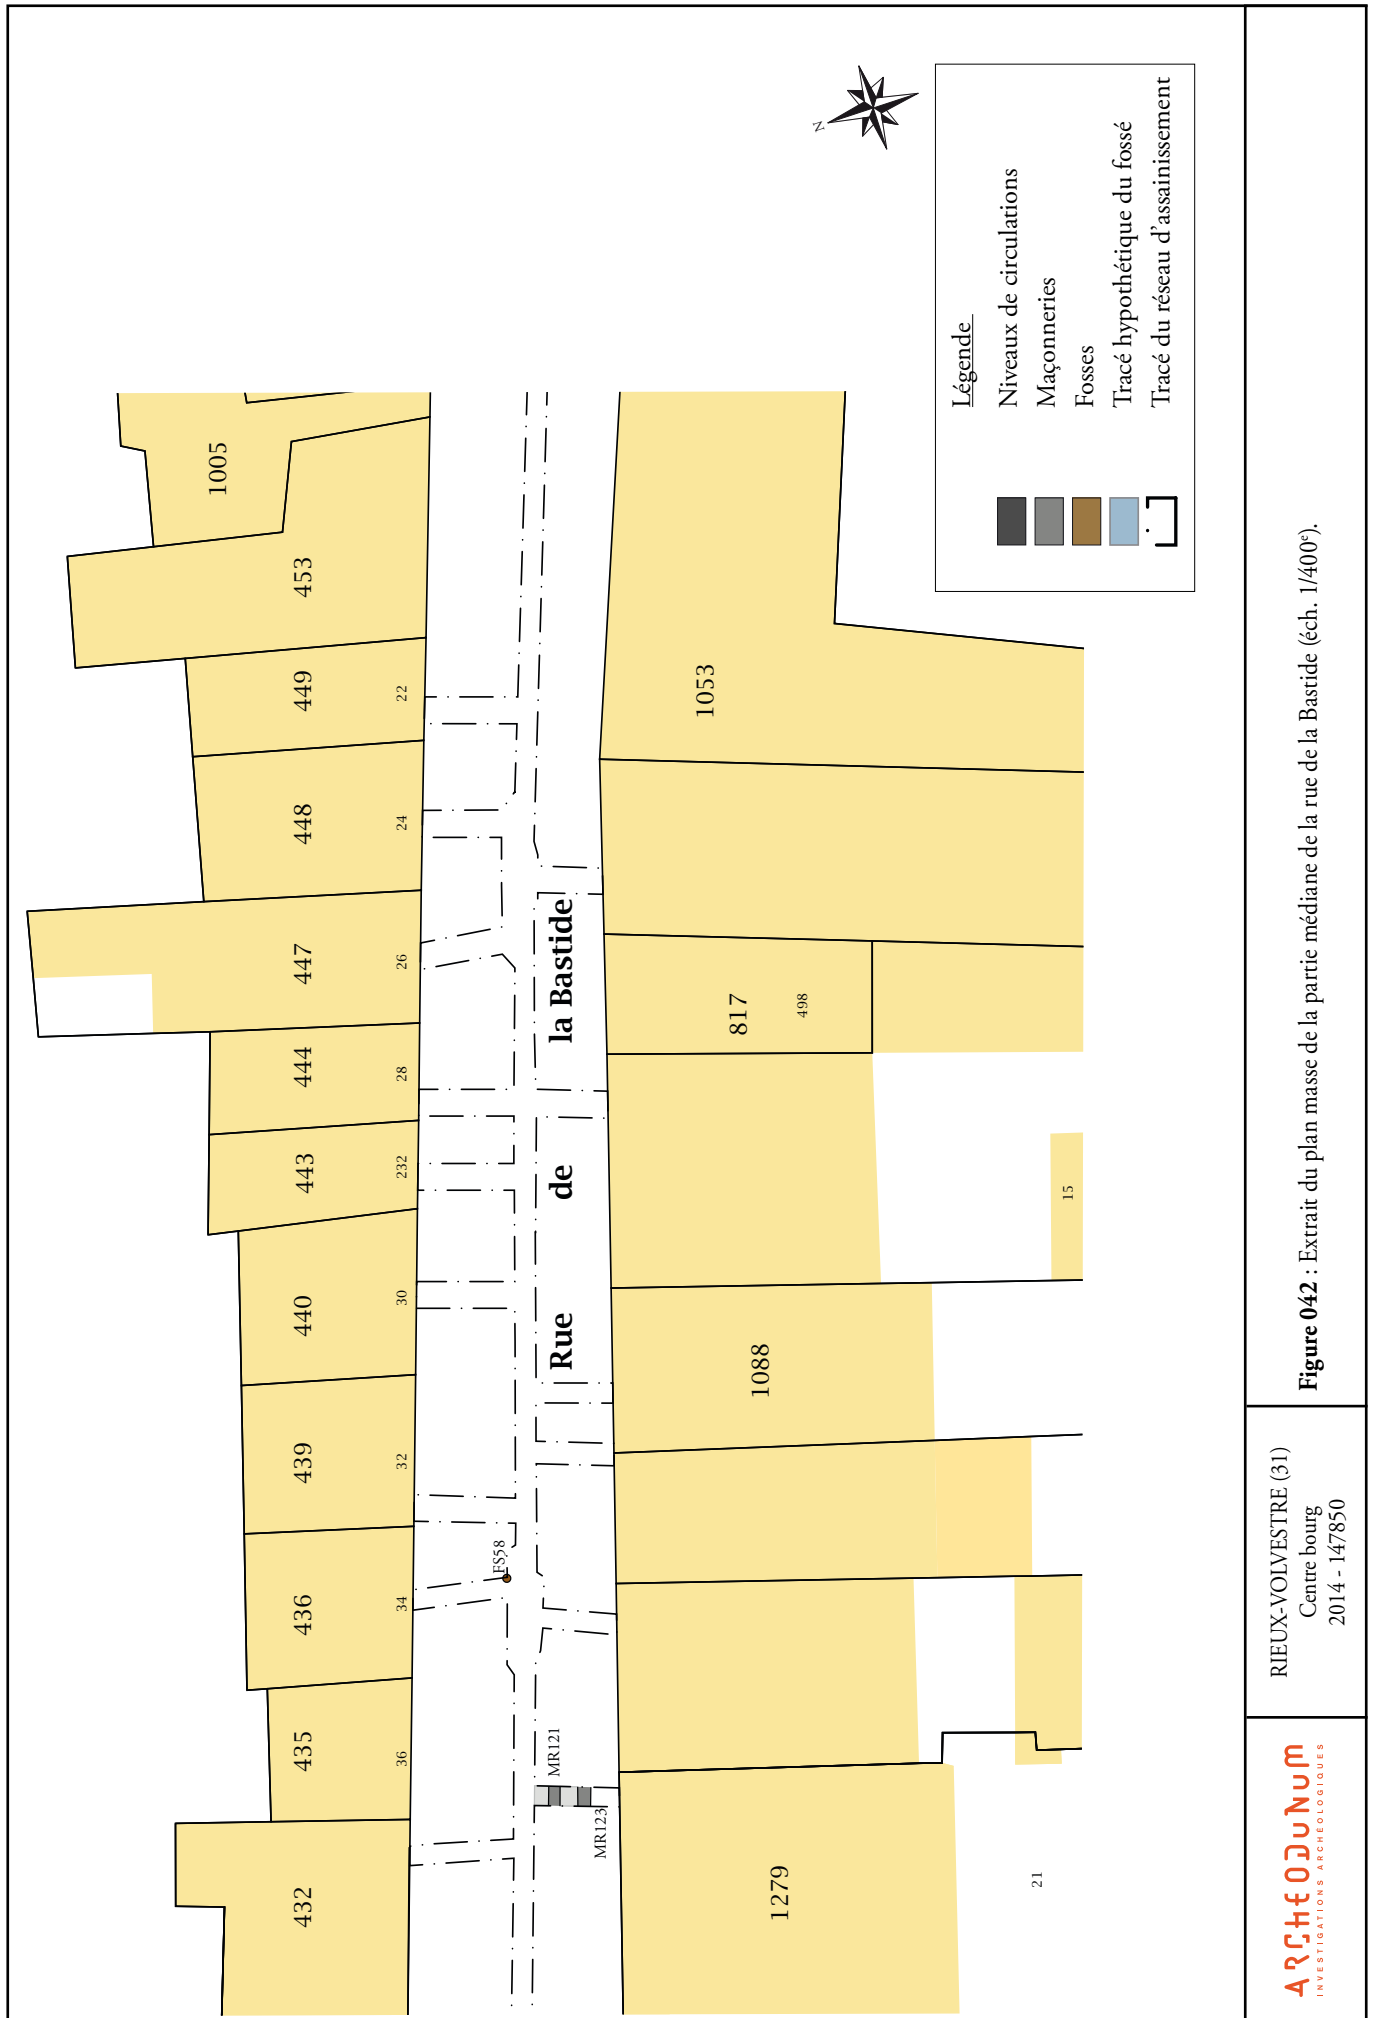 432
435
436
439
440
443
444
447
448
449
453
1005
36
34
32
30
232
28
26
24
22
FS58
Rue de la Bastide
MR121
MR123
1279
1088
817
498
1053
21
15
N
Légende
Niveaux de circulations
Maçonneries
Fosses
Tracé hypothétique du fossé
Tracé du réseau d'assainissement
ARCHEODUNUM
INVESTIGATIONS ARCHÉOLOGIQUES
RIEUX-VOLVESTRE (31)
Centre bourg
2014 - 147850
Figure 042 : Extrait du plan masse de la partie médiane de la rue de la Bastide (éch. 1/400e).